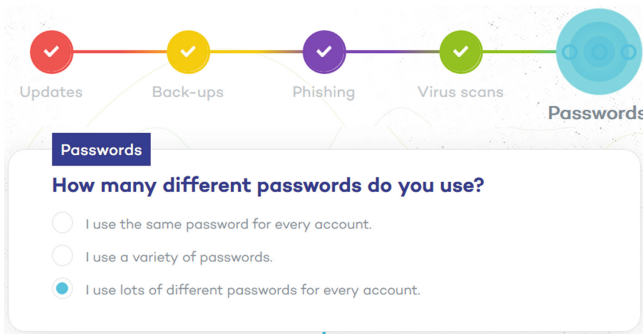 Updates
Back-ups
Phishing
Virus scans
Passwords
Passwords
How many different passwords do you use?
I use the same password for every account.
I use a variety of passwords.
I use lots of different passwords for every account.